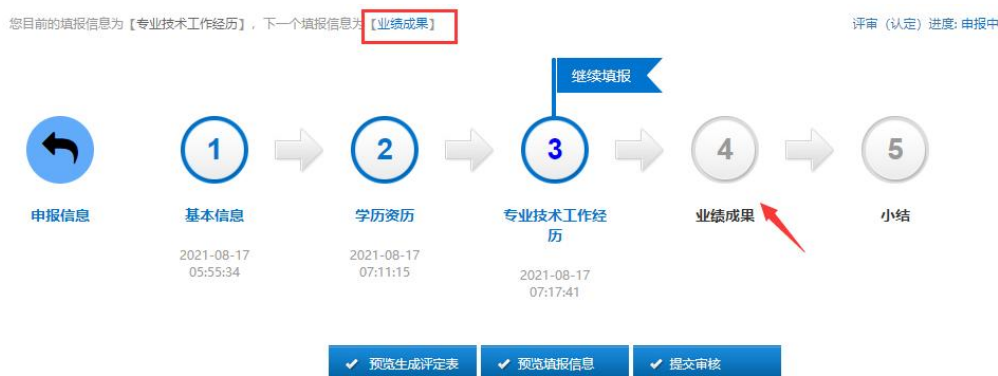 您目前的填报信息为【专业技术工作经历】，下一个填报信息为【业绩成果】
评审（认定）进度:申报中
继续填报
1
2
3
4
5
申报信息
基本信息
学历资历
专业技术工作经
历
业绩成果
小结
2021-08-17
05:55:34
2021-08-17
07:11:15
2021-08-17
07:17:41
预览生成评定表
预览填报信息
提交审核